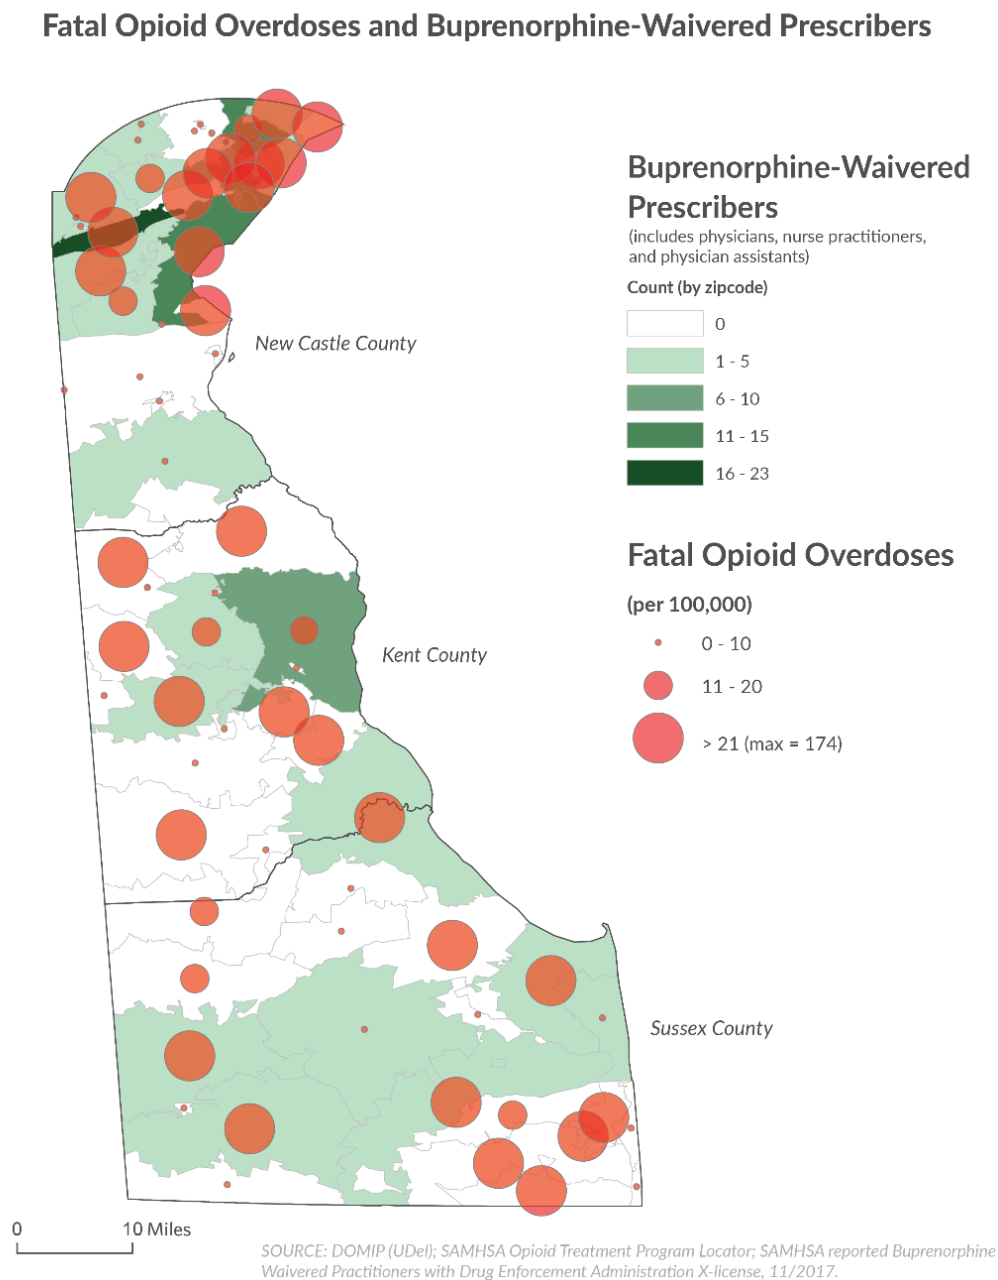 Fatal Opioid Overdoses and Buprenorphine-Waivered Prescribers
Buprenorphine-Waivered
Prescribers
(includes physicians, nurse practitioners,
and physician assistants)
Count (by zipcode)
0
1 - 5
6 - 10
11 - 15
16 - 23
New Castle County
Fatal Opioid Overdoses
(per 100,000)
0 - 10
11 - 20
> 21 (max = 174)
Kent County
Sussex County
0
10 Miles
SOURCE: DOMIP (UDel); SAMHSA Opioid Treatment Program Locator; SAMHSA reported Buprenorphine
Waivered Practitioners with Drug Enforcement Administration X-license, 11/2017.